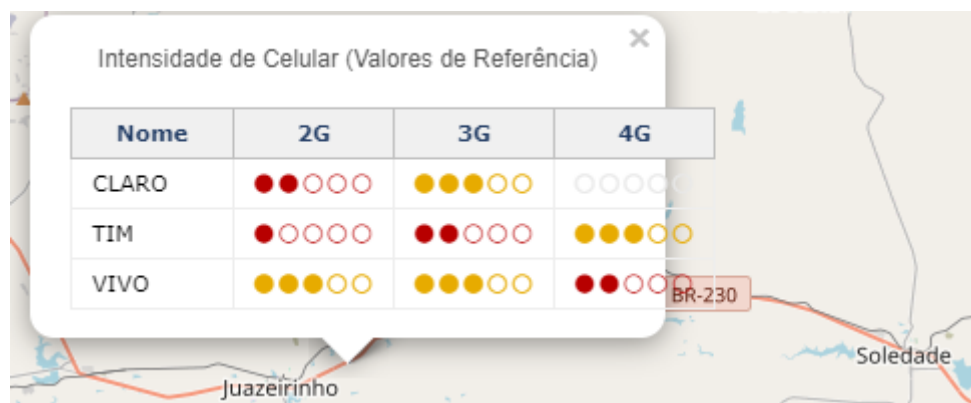 Intensidade de Celular (Valores de Referência)
×
Nome 2G 3G 4G
CLARO
TIM
VIVO
BR-230
Soledade
Juazeirinho